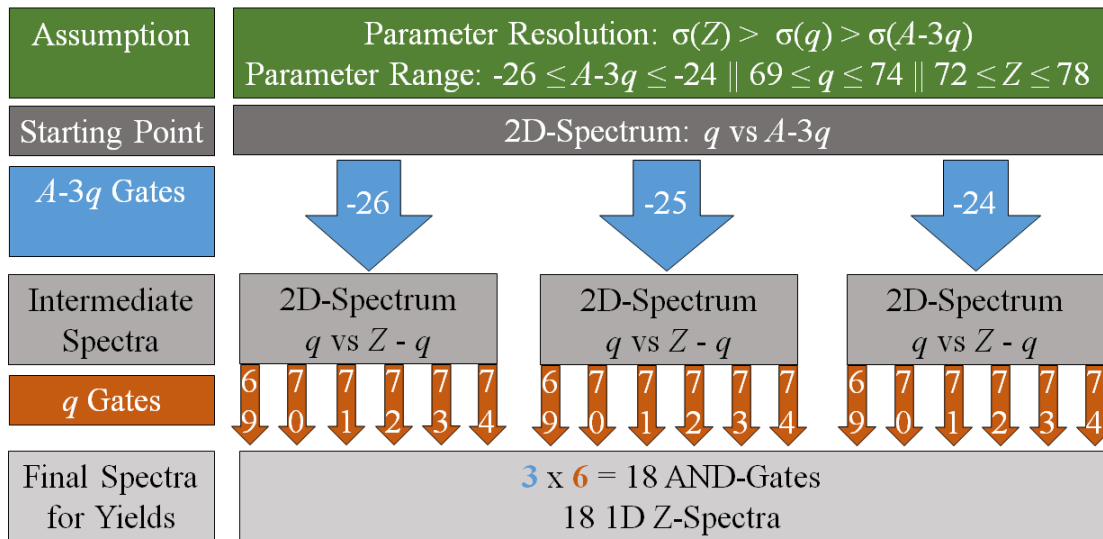 Assumption
Parameter Resolution: σ(Z) > σ(q) > σ(A-3q)
Parameter Range: -26 ≤ A-3q ≤ -24 || 69 ≤ q ≤ 74 || 72 ≤ Z ≤ 78
Starting Point
2D-Spectrum: q vs A-3q
A-3q Gates
-26
-25
-24
Intermediate
Spectra
2D-Spectrum
q vs Z - q
2D-Spectrum
q vs Z - q
2D-Spectrum
q vs Z - q
q Gates
69
70
71
72
73
74
69
70
71
72
73
74
69
70
71
72
73
74
Final Spectra
for Yields
3 x 6 = 18 AND-Gates
18 1D Z-Spectra